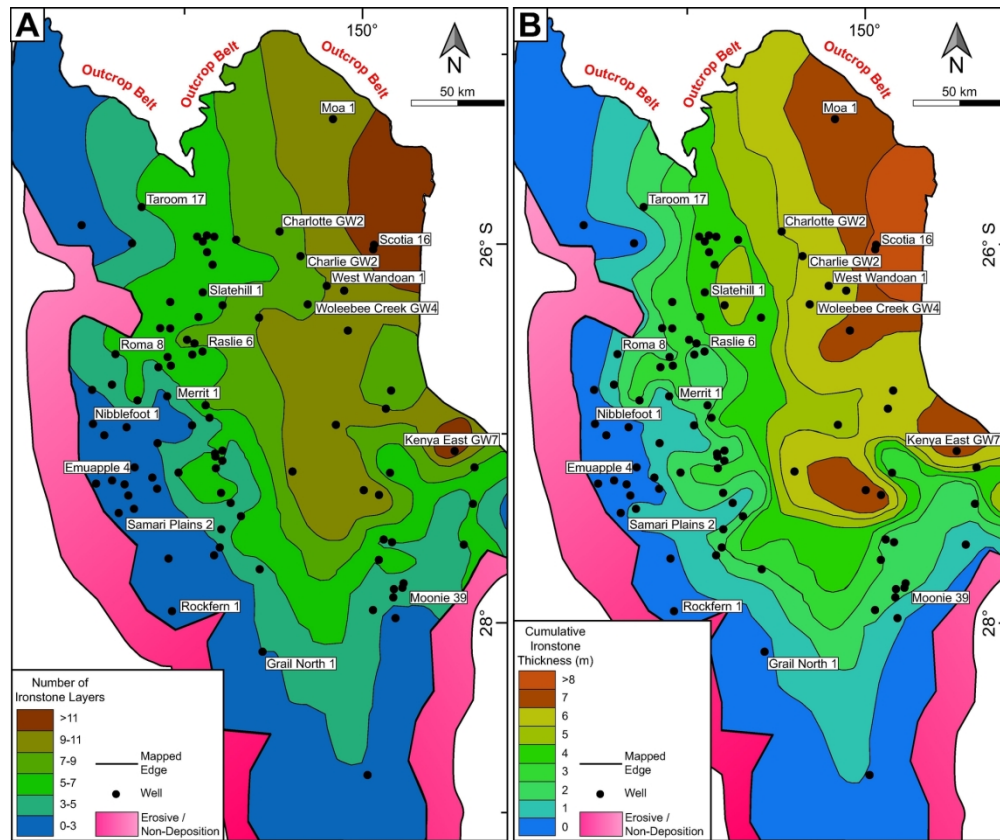 A
150°
N
50 km
Outcrop Belt
Outcrop Belt
Outcrop Belt
Moa 1
Taroom 17
Charlotte GW2
Scotia 16
26° S
Charlie GW2
West Wandoan 1
Slatehill 1
Woleebee Creek GW4
Roma 8
Raslie 6
Merrit 1
Nibblefoot 1
Kenya East GW7
Emuapple 4
Samari Plains 2
Moonie 39
Rockfern 1
28°
Grail North 1
Number of
Ironstone Layers
>11
9-11
7-9
5-7
3-5
0-3
Mapped
Edge
Well
Erosive /
Non-Deposition
B
150°
N
50 km
Outcrop Belt
Outcrop Belt
Outcrop Belt
Moa 1
Taroom 17
Charlotte GW2
Scotia 16
26° S
Charlie GW2
West Wandoan 1
Slatehill 1
Woleebee Creek GW4
Roma 8
Raslie 6
Merrit 1
Nibblefoot 1
Kenya East GW7
Emuapple 4
Samari Plains 2
Moonie 39
Rockfern 1
28°
Grail North 1
Cumulative
Ironstone
Thickness (m)
>8
7
6
5
4
3
2
1
0
Mapped
Edge
Well
Erosive /
Non-Deposition